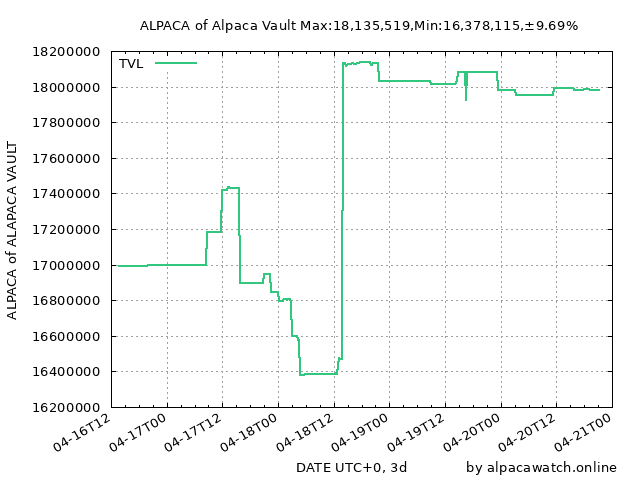 ALPACA of Alpaca Vault Max:18,135,519,Min:16,378,115,±9.69%
TVL
ALPACA of ALAPACA VAULT
18200000
18000000
17800000
17600000
17400000
17200000
17000000
16800000
16600000
16400000
16200000
04-16T12
04-17T00
04-17T12
04-18T00
04-18T12
04-19T00
04-19T12
04-20T00
04-20T12
04-21T00
DATE UTC+0, 3d
by alpacawatch.online